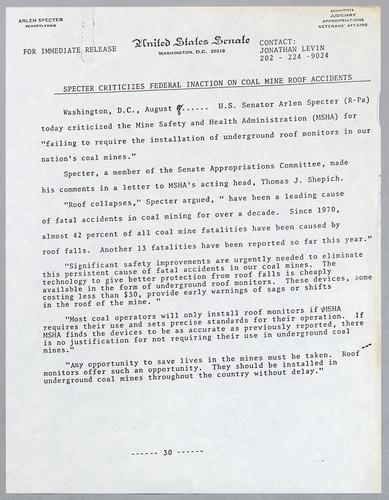 ARLEN SPECTER
PENNSYLVANIA
COMMITTEES:
JUDICIARY
APPROPRIATIONS
VETERANS' AFFAIRS
FOR IMMEDIATE RELEASE
United States Senate
WASHINGTON, D.C. 20510
CONTACT:
JONATHAN LEVIN
202 - 224 -9024
SPECTER CRITICIZES FEDERAL INACTION ON COAL MINE ROOF ACCIDENTS
Washington, D.C., August ...... U.S. Senator Arlen Specter (R-Pa)
today criticized the Mine Safety and Health Administration (MSHA) for
"failing to require the installation of underground roof monitors in our
nation's coal mines."
Specter, a member of the Senate Appropriations Committee, made
his comments in a letter to MSHA's acting head, Thomas J. Shepich.
"Roof collapses," Specter argued, " have been a leading cause
of fatal accidents in coal mining for over a decade. Since 1970,
almost 42 percent of all coal mine fatalities have been caused by
roof falls. Another 13 fatalities have been reported so far this year."
"Significant safety improvements are urgently needed to eliminate
this persistent cause of fatal accidents in our coal mines. The
technology to give better protection from roof falls is cheaply
available in the form of underground roof monitors. These devices, some
costing less than $30, provide early warnings of sags or shifts
in the roof of the mine. "
"Most coal operators will only install roof monitors if MSHA
requires their use and sets precise standards for their operation. If
MSHA finds the devices to be as accurate as previously reported, there
is no justification for not requiring their use in underground coal
mines."
"Any opportunity to save lives in the mines must be taken. Roof
monitors offer such an opportunity. They should be installed in
underground coal mines throughout the country without delay."
------ 30 ------